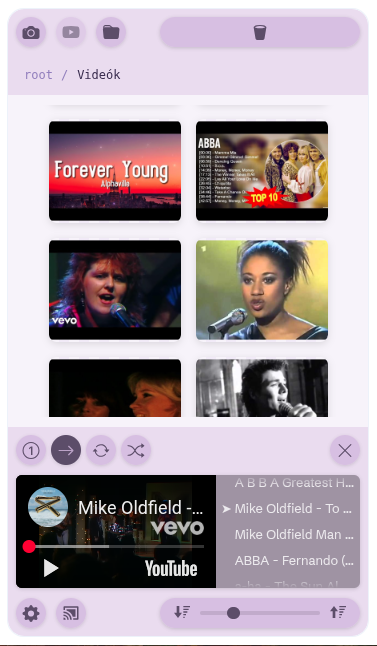 root / Videók
Forever Young
Alphaville
ABBA
TOP 10
vevo
1
A B B A Greatest H...
Mike Oldfield - To ...
Mike Oldfield Man ...
ABBA - Fernando (...
Mike Oldfield -...
vevo
YouTube